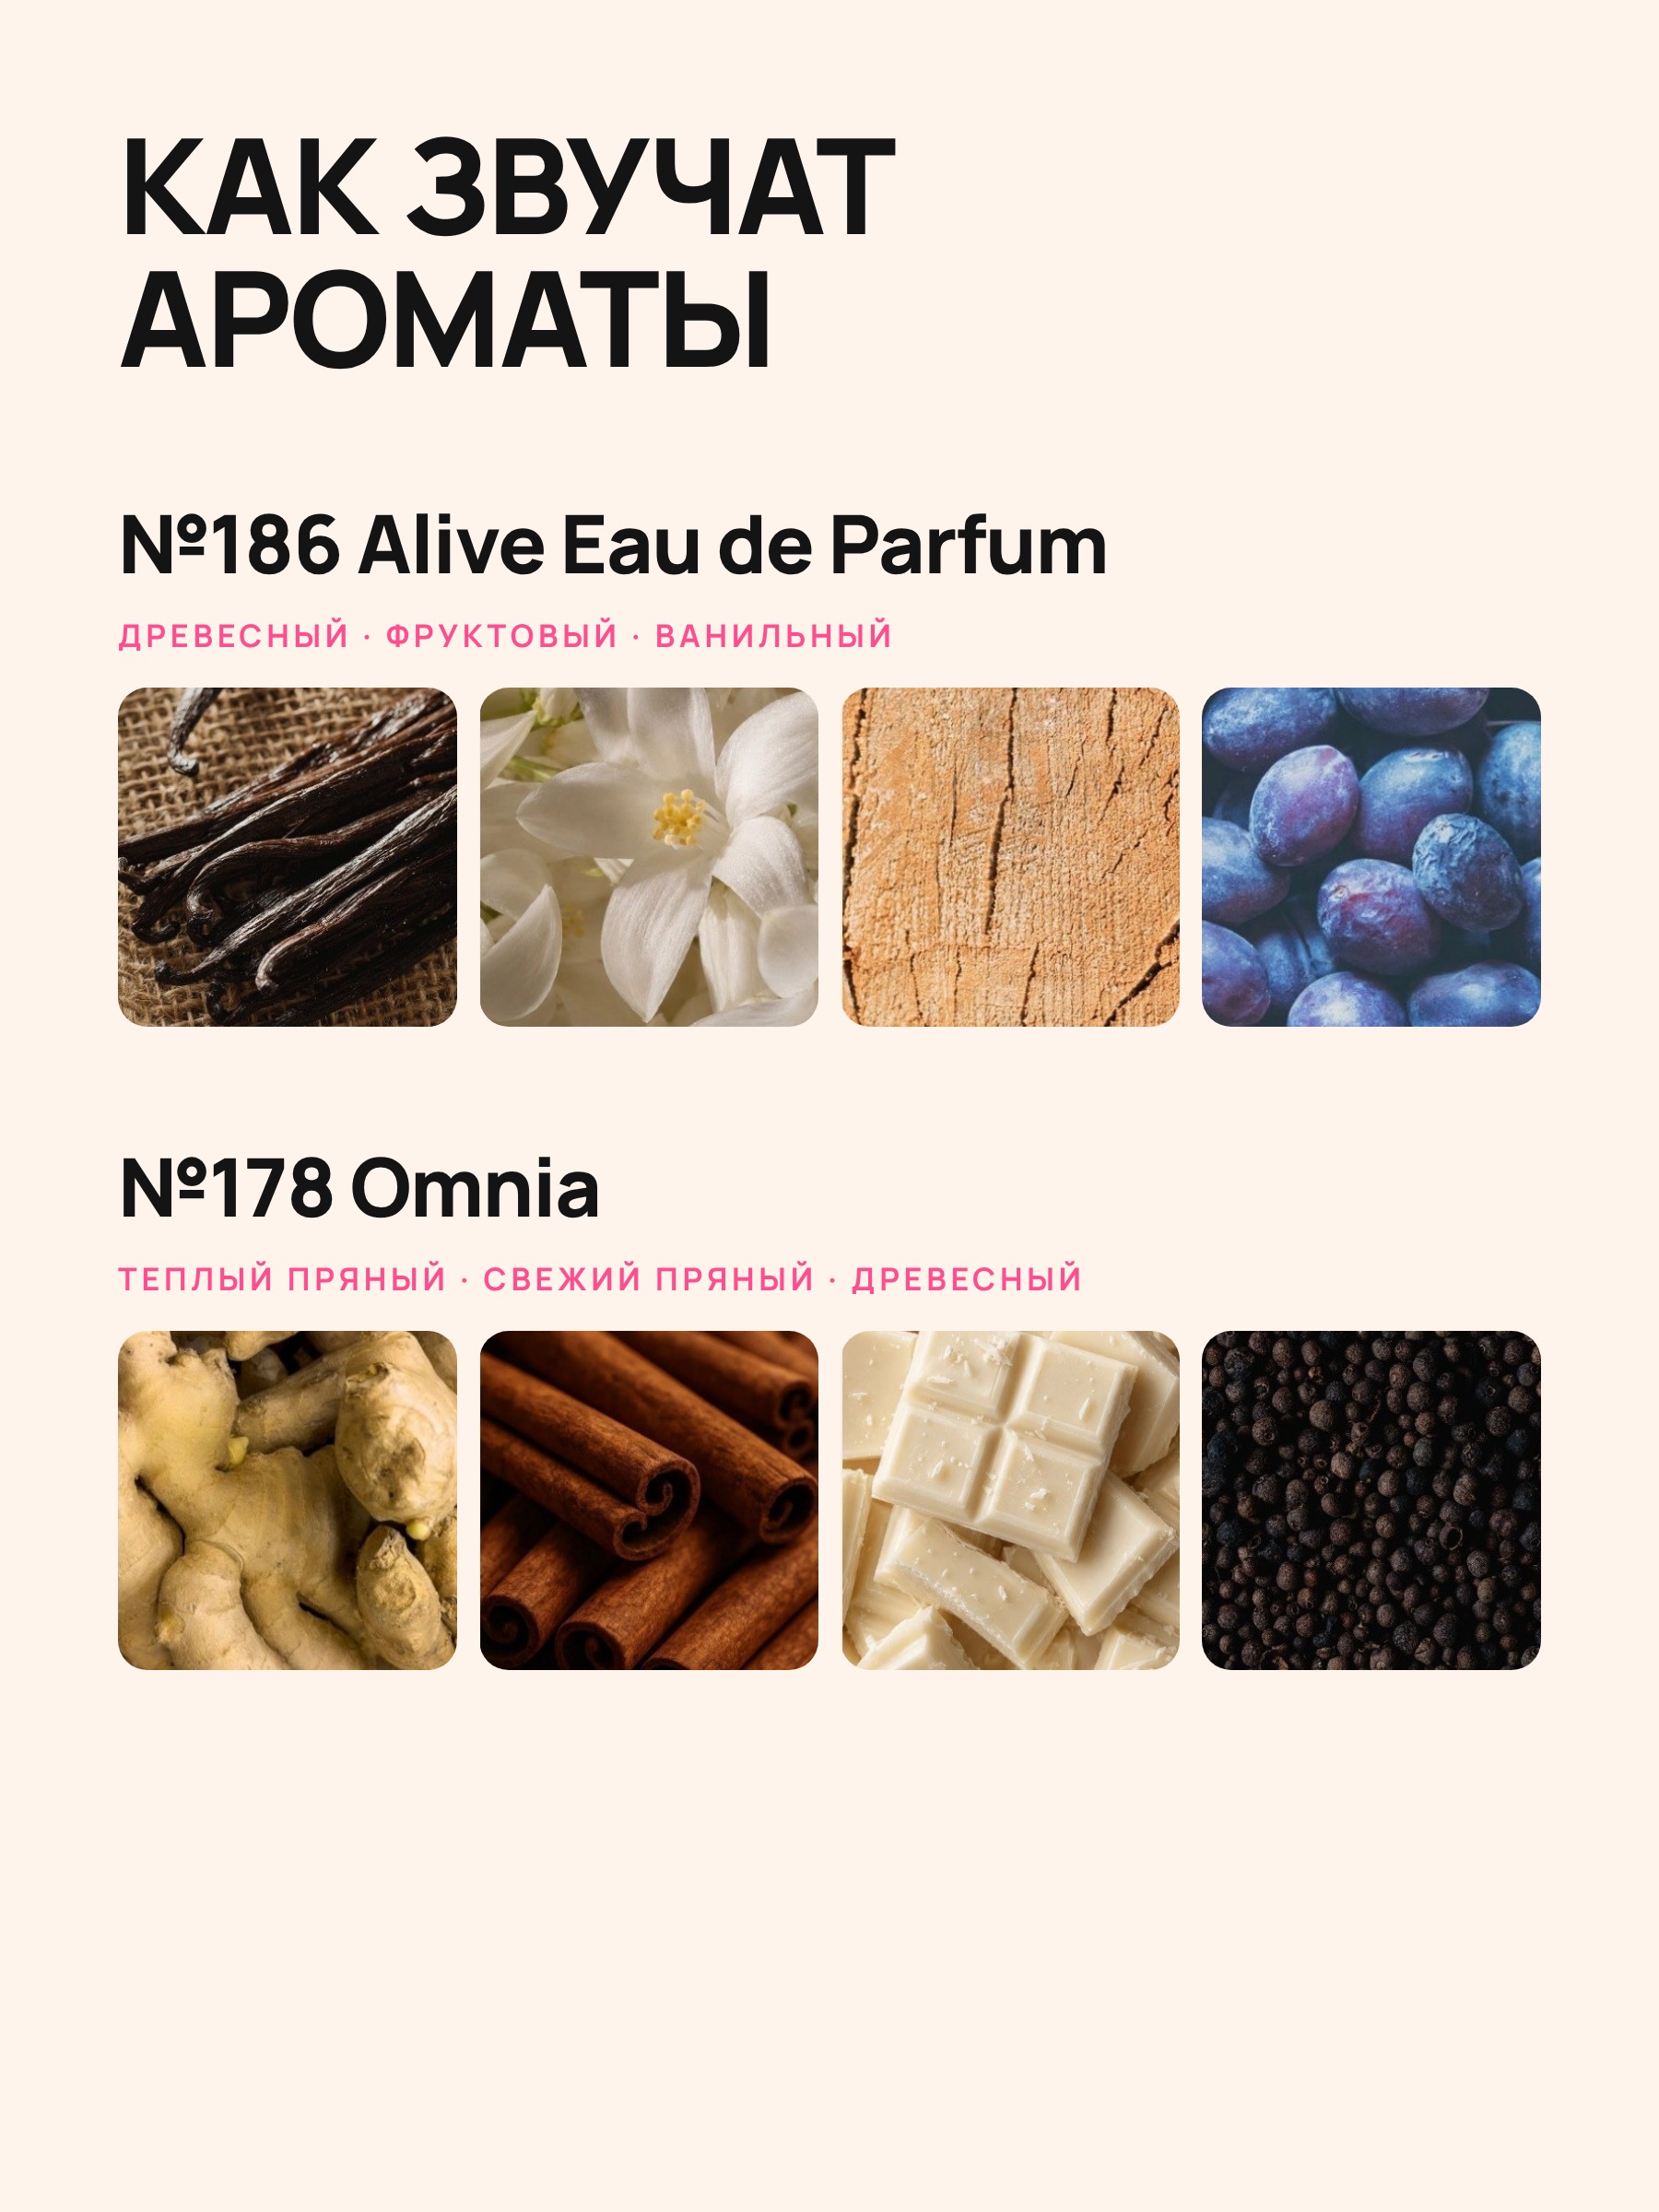 КАК ЗВУЧАТ
АРОМАТЫ
№186 Alive Eau de Parfum
ДРЕВЕСНЫЙ · ФРУКТОВЫЙ · ВАНИЛЬНЫЙ
№178 Omnia
ТЕПЛЫЙ ПРЯНЫЙ · СВЕЖИЙ ПРЯНЫЙ · ДРЕВЕСНЫЙ